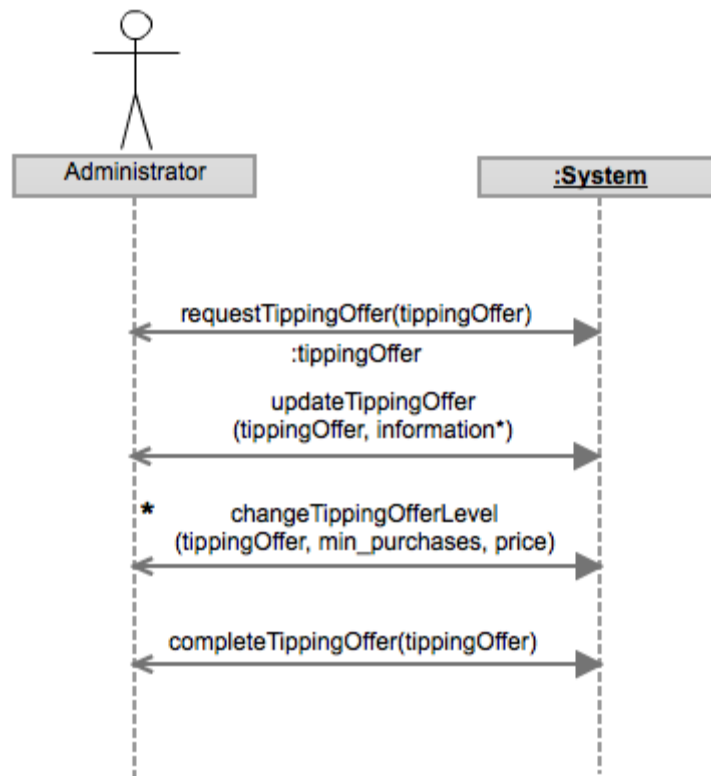 Administrator
:System
requestTippingOffer(tippingOffer)
:tippingOffer
updateTippingOffer
(tippingOffer, information*)
* changeTippingOfferLevel
(tippingOffer, min_purchases, price)
completeTippingOffer(tippingOffer)